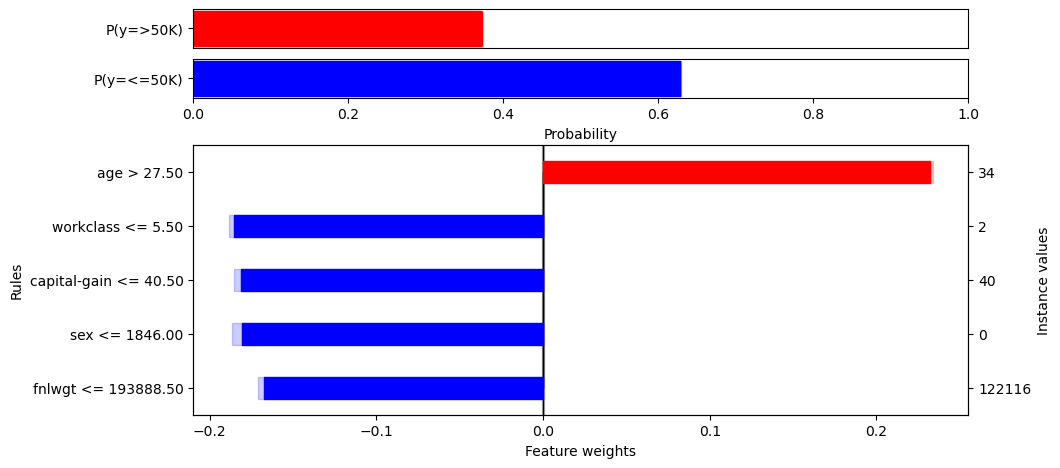 P(y=>50K)
P(y=<=50K)
0.0 0.2 0.4 0.6 0.8 1.0
Probability
age > 27.50 34
workclass <= 5.50 2
capital-gain <= 40.50 40
sex <= 1846.00 0
fnlwgt <= 193888.50 122116
Rules
Instance values
−0.2 −0.1 0.0 0.1 0.2
Feature weights